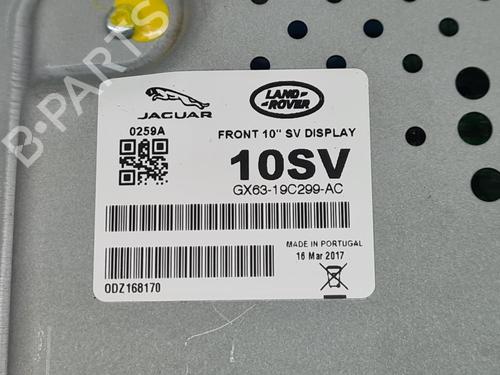 B-PARTS
JAGUAR
LAND
ROVER
0259A
FRONT 10" SV DISPLAY
10SV
GX63-19C299-AC
MADE IN PORTUGAL
16 Mar 2017
ODZ168170